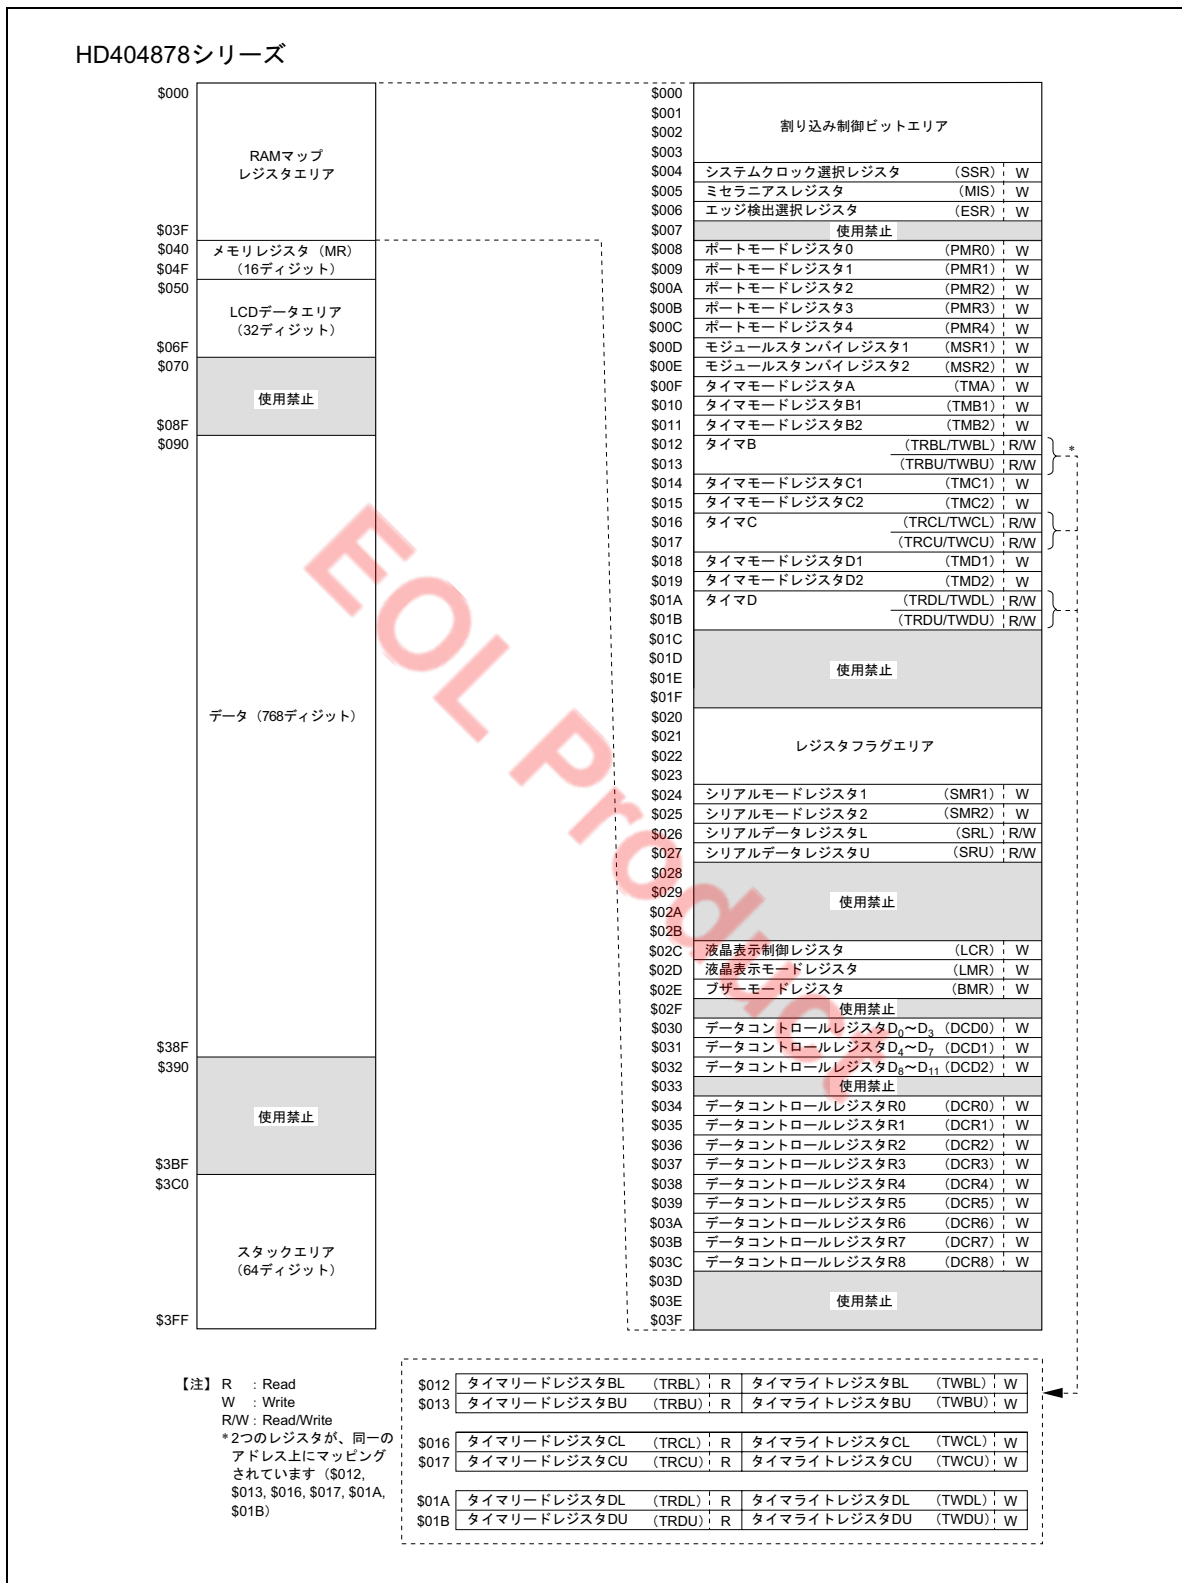 HD404878シリーズ
$000
RAMマップ
レジスタエリア
$03F
$040
メモリレジスタ（MR）
$04F
（16ディジット）
$050
LCDデータエリア
（32ディジット）
$06F
$070
使用禁止
$08F
$090
データ（768ディジット）
$38F
$390
使用禁止
$3BF
$3C0
スタックエリア
（64ディジット）
$3FF
$000
$001
割り込み制御ビットエリア
$002
$003
$004 システムクロック選択レジスタ （SSR） W
$005 ミセラニアスレジスタ （MIS） W
$006 エッジ検出選択レジスタ （ESR） W
$007 使用禁止
$008 ポートモードレジスタ0 （PMR0） W
$009 ポートモードレジスタ1 （PMR1） W
$00A ポートモードレジスタ2 （PMR2） W
$00B ポートモードレジスタ3 （PMR3） W
$00C ポートモードレジスタ4 （PMR4） W
$00D モジュールスタンバイレジスタ1 （MSR1） W
$00E モジュールスタンバイレジスタ2 （MSR2） W
$00F タイマモードレジスタA （TMA） W
$010 タイマモードレジスタB1 （TMB1） W
$011 タイマモードレジスタB2 （TMB2） W
$012 タイマB （TRBL/TWBL） R/W *
$013 （TRBU/TWBU） R/W
$014 タイマモードレジスタC1 （TMC1） W
$015 タイマモードレジスタC2 （TMC2） W
$016 タイマC （TRCL/TWCL） R/W
$017 （TRCU/TWCU） R/W
$018 タイマモードレジスタD1 （TMD1） W
$019 タイマモードレジスタD2 （TMD2） W
$01A タイマD （TRDL/TWDL） R/W
$01B （TRDU/TWDU） R/W
$01C
$01D
使用禁止
$01E
$01F
$020
$021
レジスタフラグエリア
$022
$023
$024 シリアルモードレジスタ1 （SMR1） W
$025 シリアルモードレジスタ2 （SMR2） W
$026 シリアルデータレジスタL （SRL） R/W
$027 シリアルデータレジスタU （SRU） R/W
$028
$029
使用禁止
$02A
$02B
$02C 液晶表示制御レジスタ （LCR） W
$02D 液晶表示モードレジスタ （LMR） W
$02E ブザーモードレジスタ （BMR） W
$02F 使用禁止
$030 データコントロールレジスタD0～D3 （DCD0） W
$031 データコントロールレジスタD4～D7 （DCD1） W
$032 データコントロールレジスタD8～D11 （DCD2） W
$033 使用禁止
$034 データコントロールレジスタR0 （DCR0） W
$035 データコントロールレジスタR1 （DCR1） W
$036 データコントロールレジスタR2 （DCR2） W
$037 データコントロールレジスタR3 （DCR3） W
$038 データコントロールレジスタR4 （DCR4） W
$039 データコントロールレジスタR5 （DCR5） W
$03A データコントロールレジスタR6 （DCR6） W
$03B データコントロールレジスタR7 （DCR7） W
$03C データコントロールレジスタR8 （DCR8） W
$03D
$03E 使用禁止
$03F
EOL Product
【注】 R : Read
W : Write
R/W : Read/Write
*2つのレジスタが、同一の
アドレス上にマッピング
されています（$012,
$013, $016, $017, $01A,
$01B）
$012 タイマリードレジスタBL （TRBL） R タイマライトレジスタBL （TWBL） W
$013 タイマリードレジスタBU （TRBU） R タイマライトレジスタBU （TWBU） W
$016 タイマリードレジスタCL （TRCL） R タイマライトレジスタCL （TWCL） W
$017 タイマリードレジスタCU （TRCU） R タイマライトレジスタCU （TWCU） W
$01A タイマリードレジスタDL （TRDL） R タイマライトレジスタDL （TWDL） W
$01B タイマリードレジスタDU （TRDU） R タイマライトレジスタDU （TWDU） W